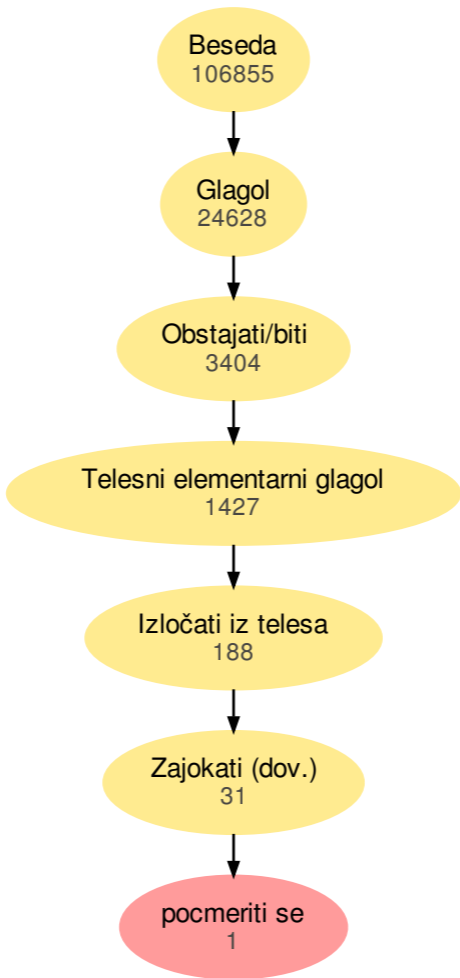 Beseda
106855
Glagol
24628
Obstajati/biti
3404
Telesni elementarni glagol
1427
Izločati iz telesa
188
Zajokati (dov.)
31
pocmeriti se
1